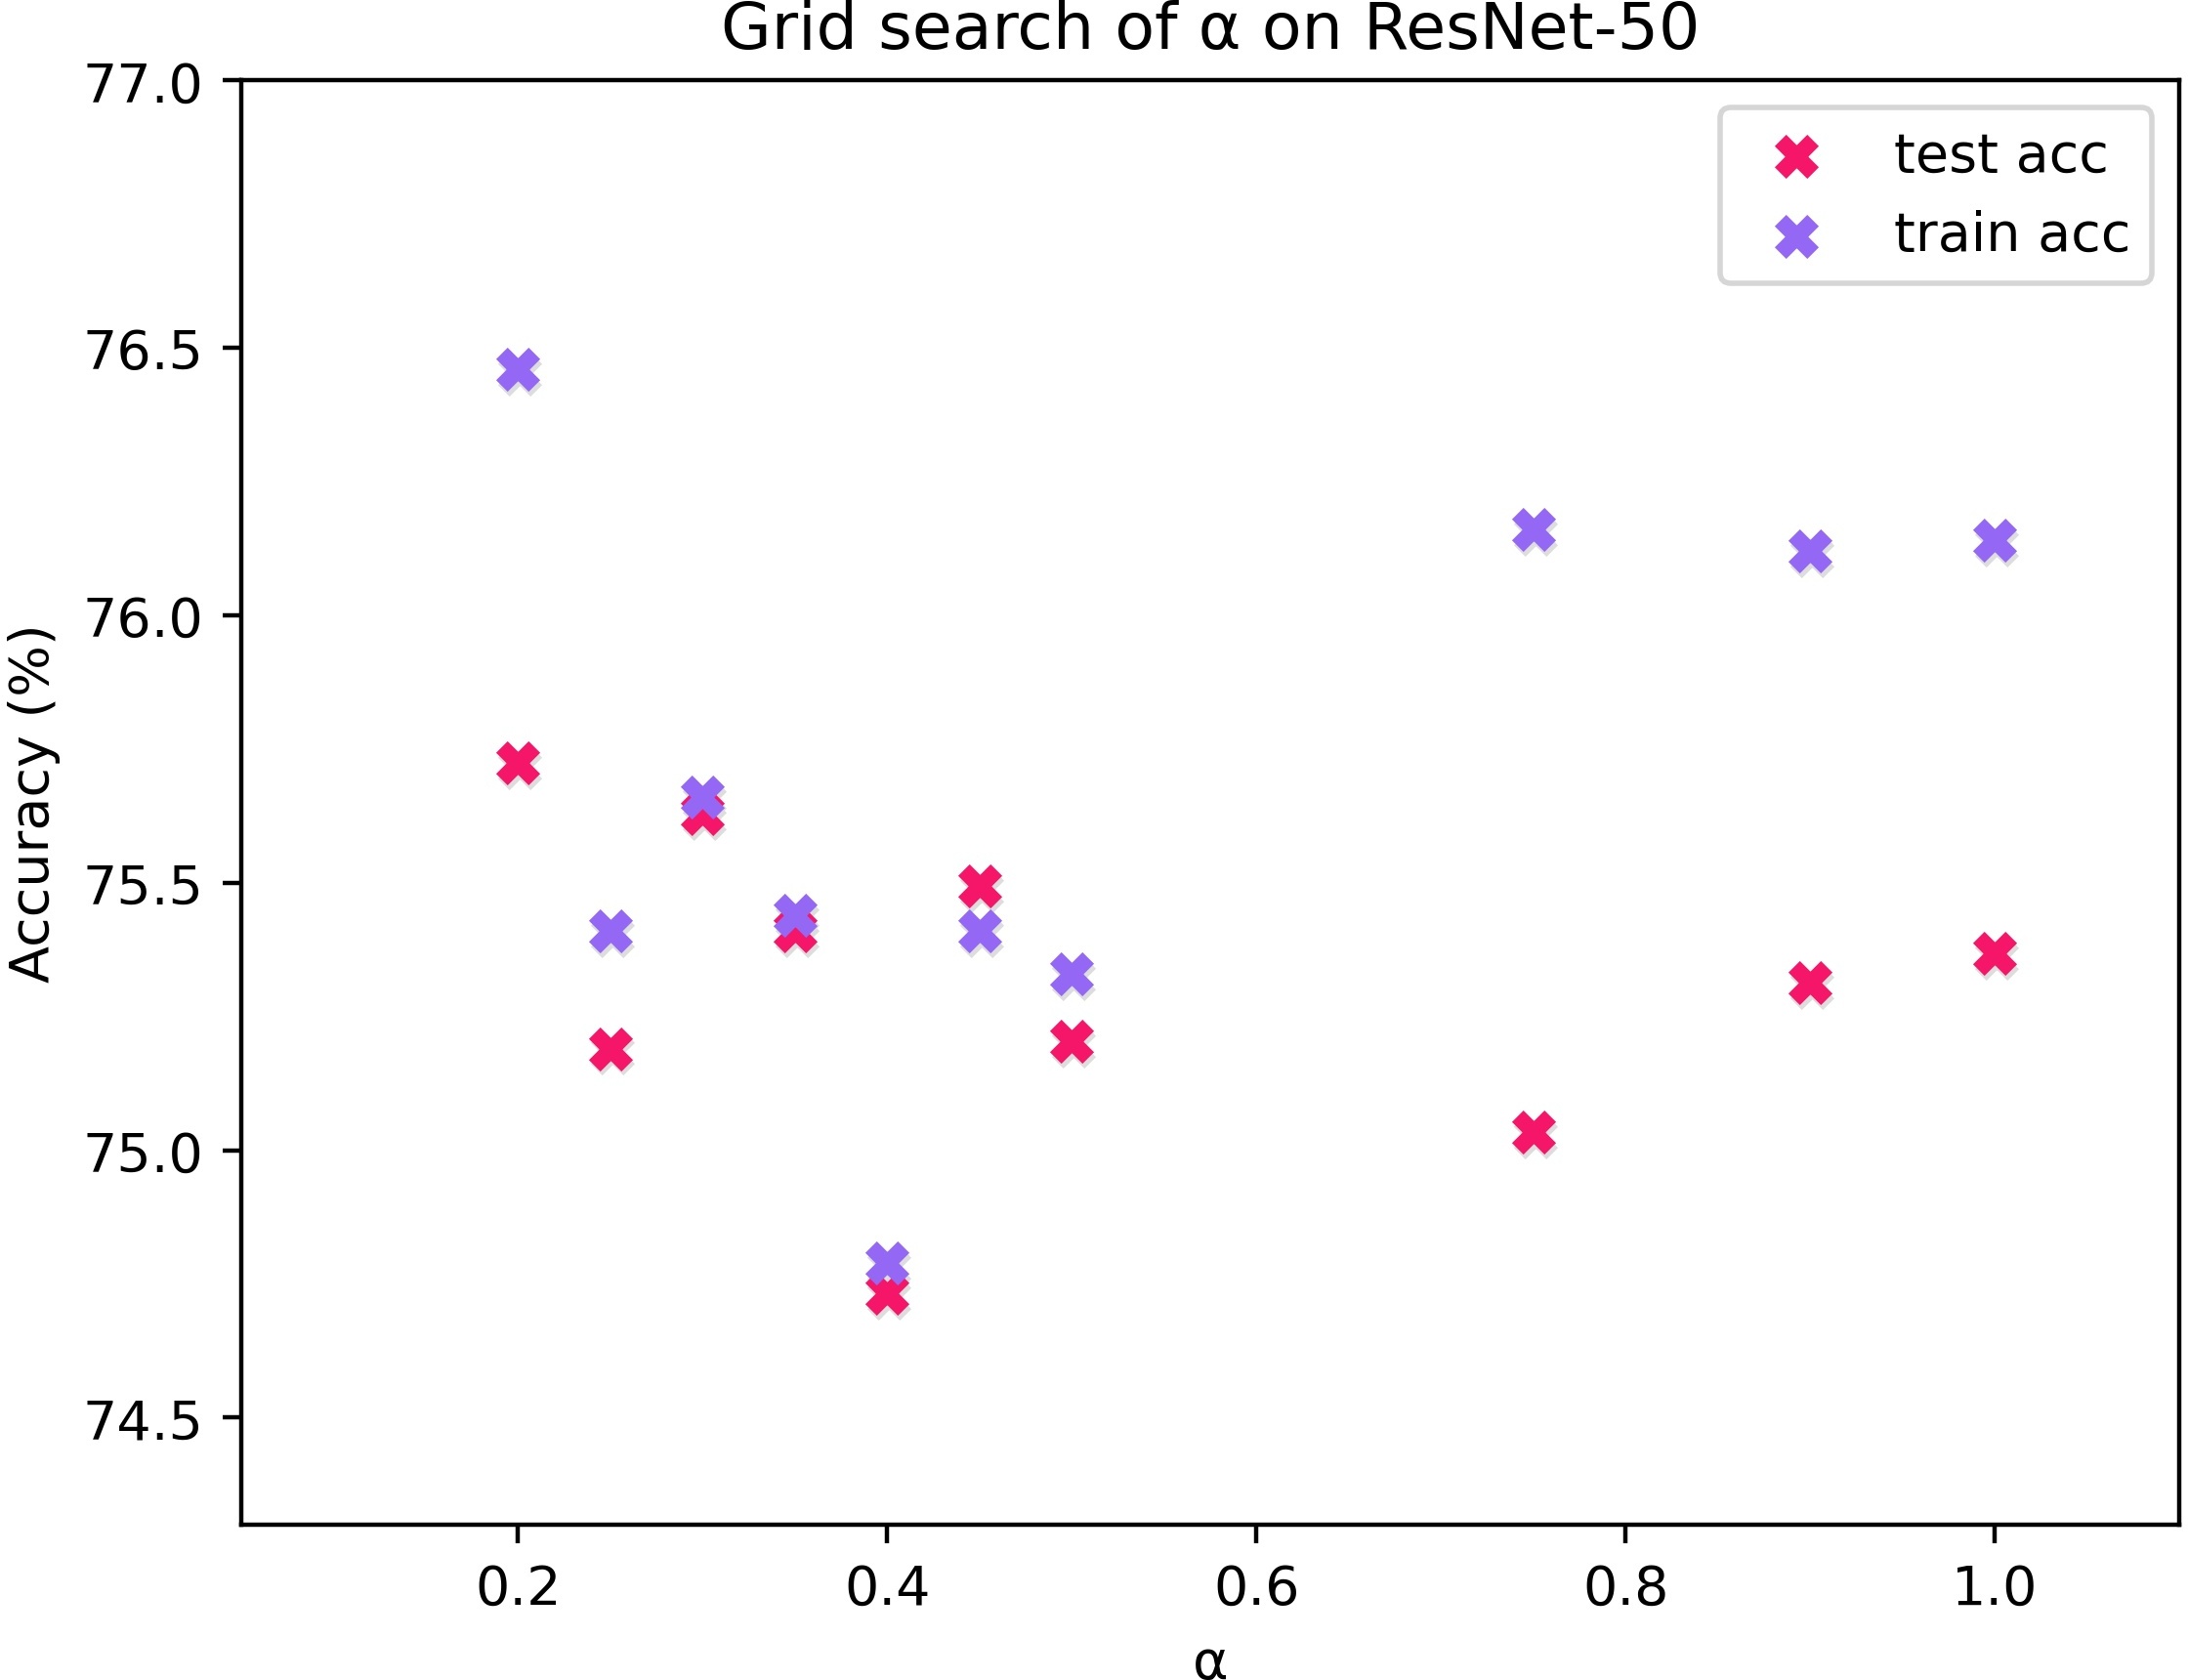 Grid search of α on ResNet-50
77.0
76.5
76.0
75.5
75.0
74.5
Accuracy (%)
test acc
train acc
0.2 0.4 0.6 0.8 1.0
α